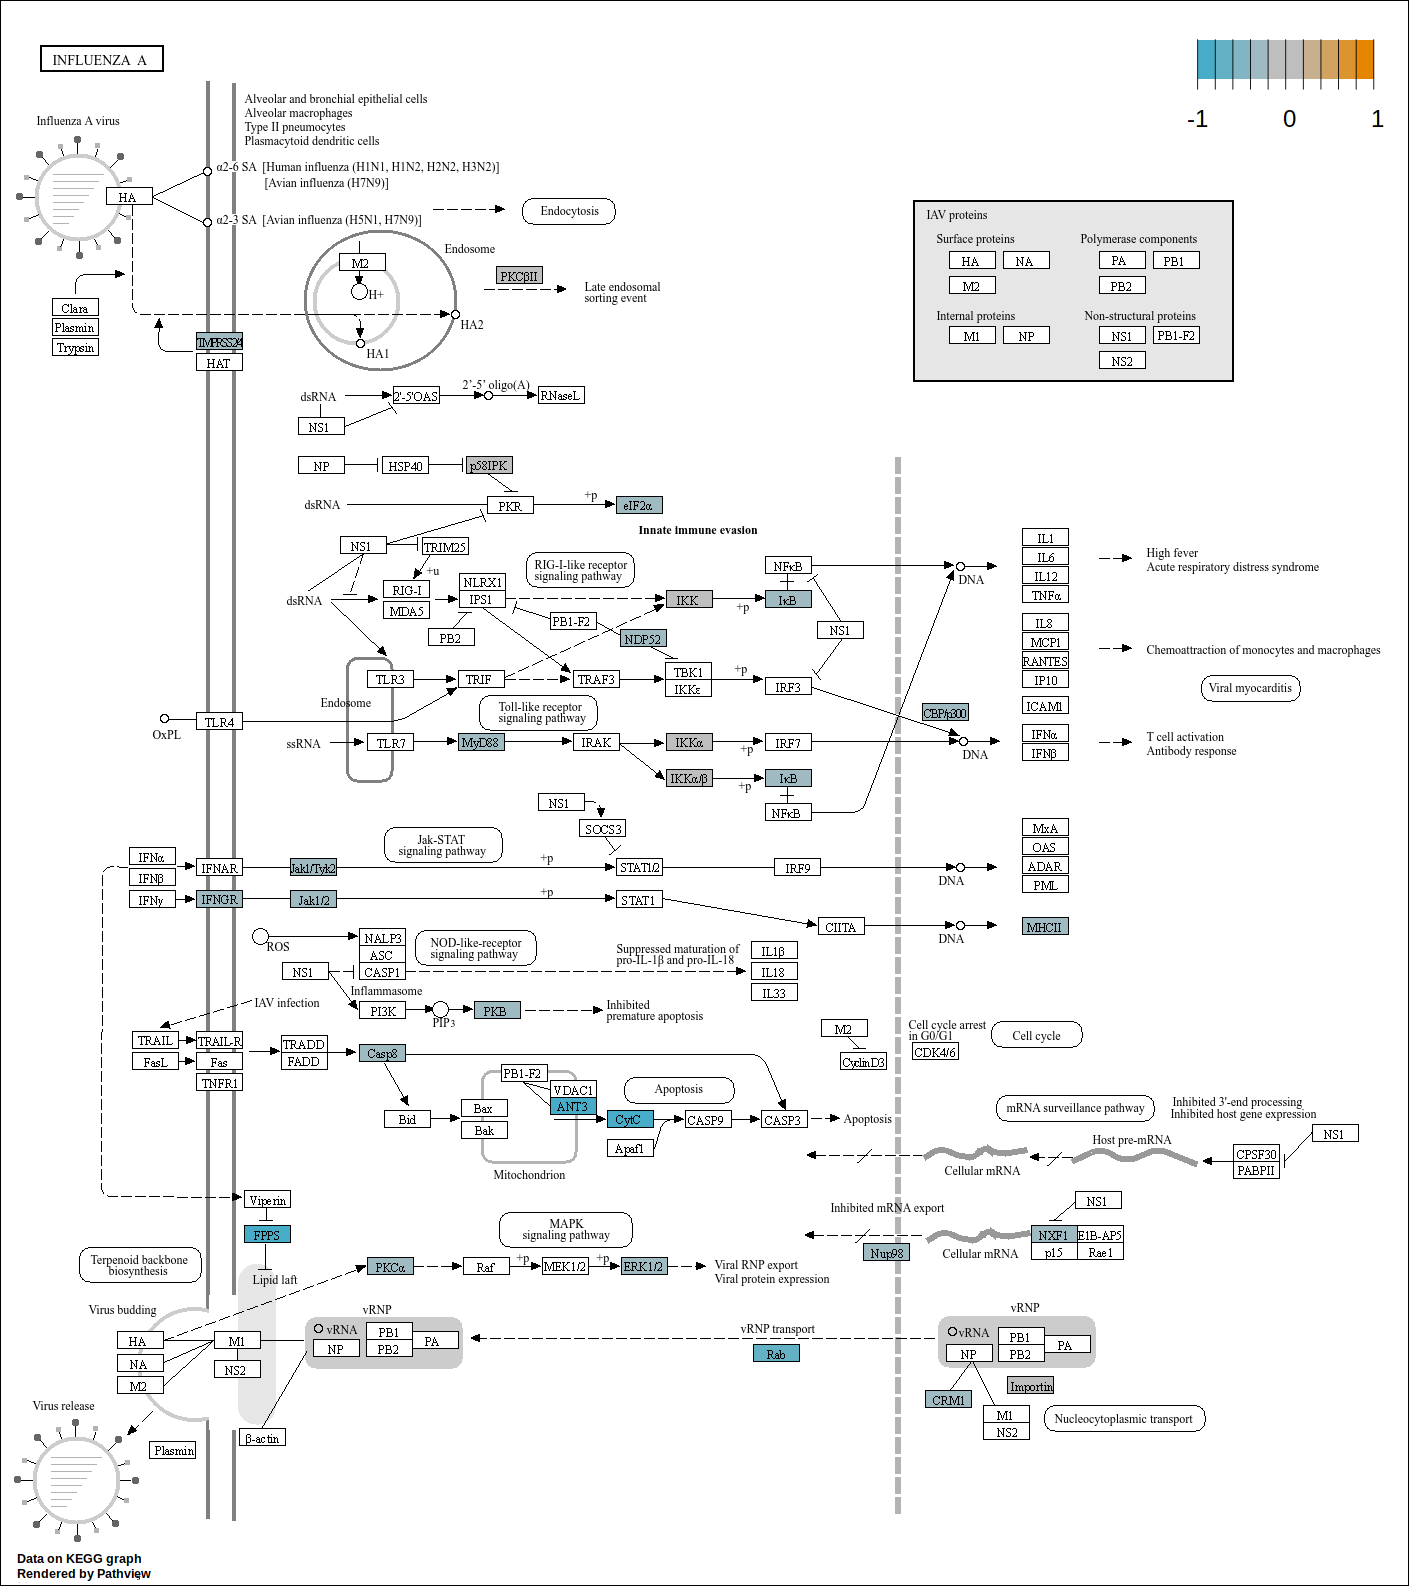 INFLUENZA A
-1 0 1
Alveolar and bronchial epithelial cells
Alveolar macrophages
Type II pneumocytes
Plasmacytoid dendritic cells
Influenza A virus
α2-6 SA [Human influenza (H1N1, H1N2, H2N2, H3N2)]
[Avian influenza (H7N9)]
HA
α2-3 SA [Avian influenza (H5N1, H7N9)]
Endocytosis
IAV proteins
Surface proteins
Polymerase components
HA NA PA PB1
M2 PB2
Internal proteins
Non-structural proteins
M1 NP NS1 PB1-F2
NS2
Endosome
M2
H+
PKCβII
Late endosomal
sorting event
HA2
HA1
Clara
Plasmin
Trypsin
TMPRSS2/4
HAT
dsRNA
2'-5'OAS
2'-5' oligo(A)
RNaseL
NS1
NP
HSP40
p58IPK
dsRNA
PKR
+p
eIF2α
Innate immune evasion
NS1
TRIM25
+u
RIG-I
MDA5
dsRNA
NLRX1
IPS1
PB2
RIG-I-like receptor
signaling pathway
PB1-F2
NDP52
IKK
+p
NFκB
IκB
NS1
DNA
IL1
IL6
IL12
TNFα
High fever
Acute respiratory distress syndrome
IL8
MCP1
RANTES
IP10
Chemoattraction of monocytes and macrophages
Viral myocarditis
ICAM1
IFNα
IFNβ
T cell activation
Antibody response
TLR3
TRIF
TRAF3
TBK1
IKKε
+p
IRF3
CBP/p300
Endosome
Toll-like receptor
signaling pathway
OxPL
TLR4
ssRNA
TLR7
MyD88
IRAK
IKKα
+p
IRF7
DNA
IKKα/β
+p
IκB
NFκB
NS1
SOCS3
Jak-STAT
signaling pathway
IFNα
IFNβ
IFNγ
IFNAR
IFNGR
Jak1/Tyk2
Jak1/2
+p
+p
STAT1/2
STAT1
IRF9
CIITA
DNA
DNA
MxA
OAS
ADAR
PML
MHCII
ROS
NALP3
ASC
CASP1
NS1
Inflammasome
NOD-like-receptor
signaling pathway
Suppressed maturation of
pro-IL-1β and pro-IL-18
IL1β
IL18
IL33
IAV infection
PI3K
PIP3
PKB
Inhibited
premature apoptosis
TRAIL
FasL
TRAIL-R
Fas
TNFR1
TRADD
FADD
Casp8
M2
CyclinD3
Cell cycle arrest
in G0/G1
CDK4/6
Cell cycle
PB1-F2
VDAC1
ANT3
Apoptosis
Bid
Bax
Bak
CytC
CASP9
Apaf1
CASP3
Apoptosis
Mitochondrion
mRNA surveillance pathway
Inhibited 3'-end processing
Inhibited host gene expression
NS1
Host pre-mRNA
CPSF30
PABPII
Cellular mRNA
Viperin
FPPS
Lipid laft
Terpenoid backbone
biosynthesis
MAPK
signaling pathway
PKCα
Raf
+p
MEK1/2
+p
ERK1/2
Viral RNP export
Viral protein expression
Inhibited mRNA export
NS1
Nup98
Cellular mRNA
NXF1 E1B-AP5
p15 Rae1
Virus budding
HA
NA
M2
M1
NS2
vRNP
vRNA
NP
PB1
PB2
PA
vRNP transport
Rab
vRNP
vRNA
NP
PB1
PB2
PA
Importin
CRM1
M1
NS2
Nucleocytoplasmic transport
Virus release
Plasmin
β-actin
Data on KEGG graph
Rendered by Pathview